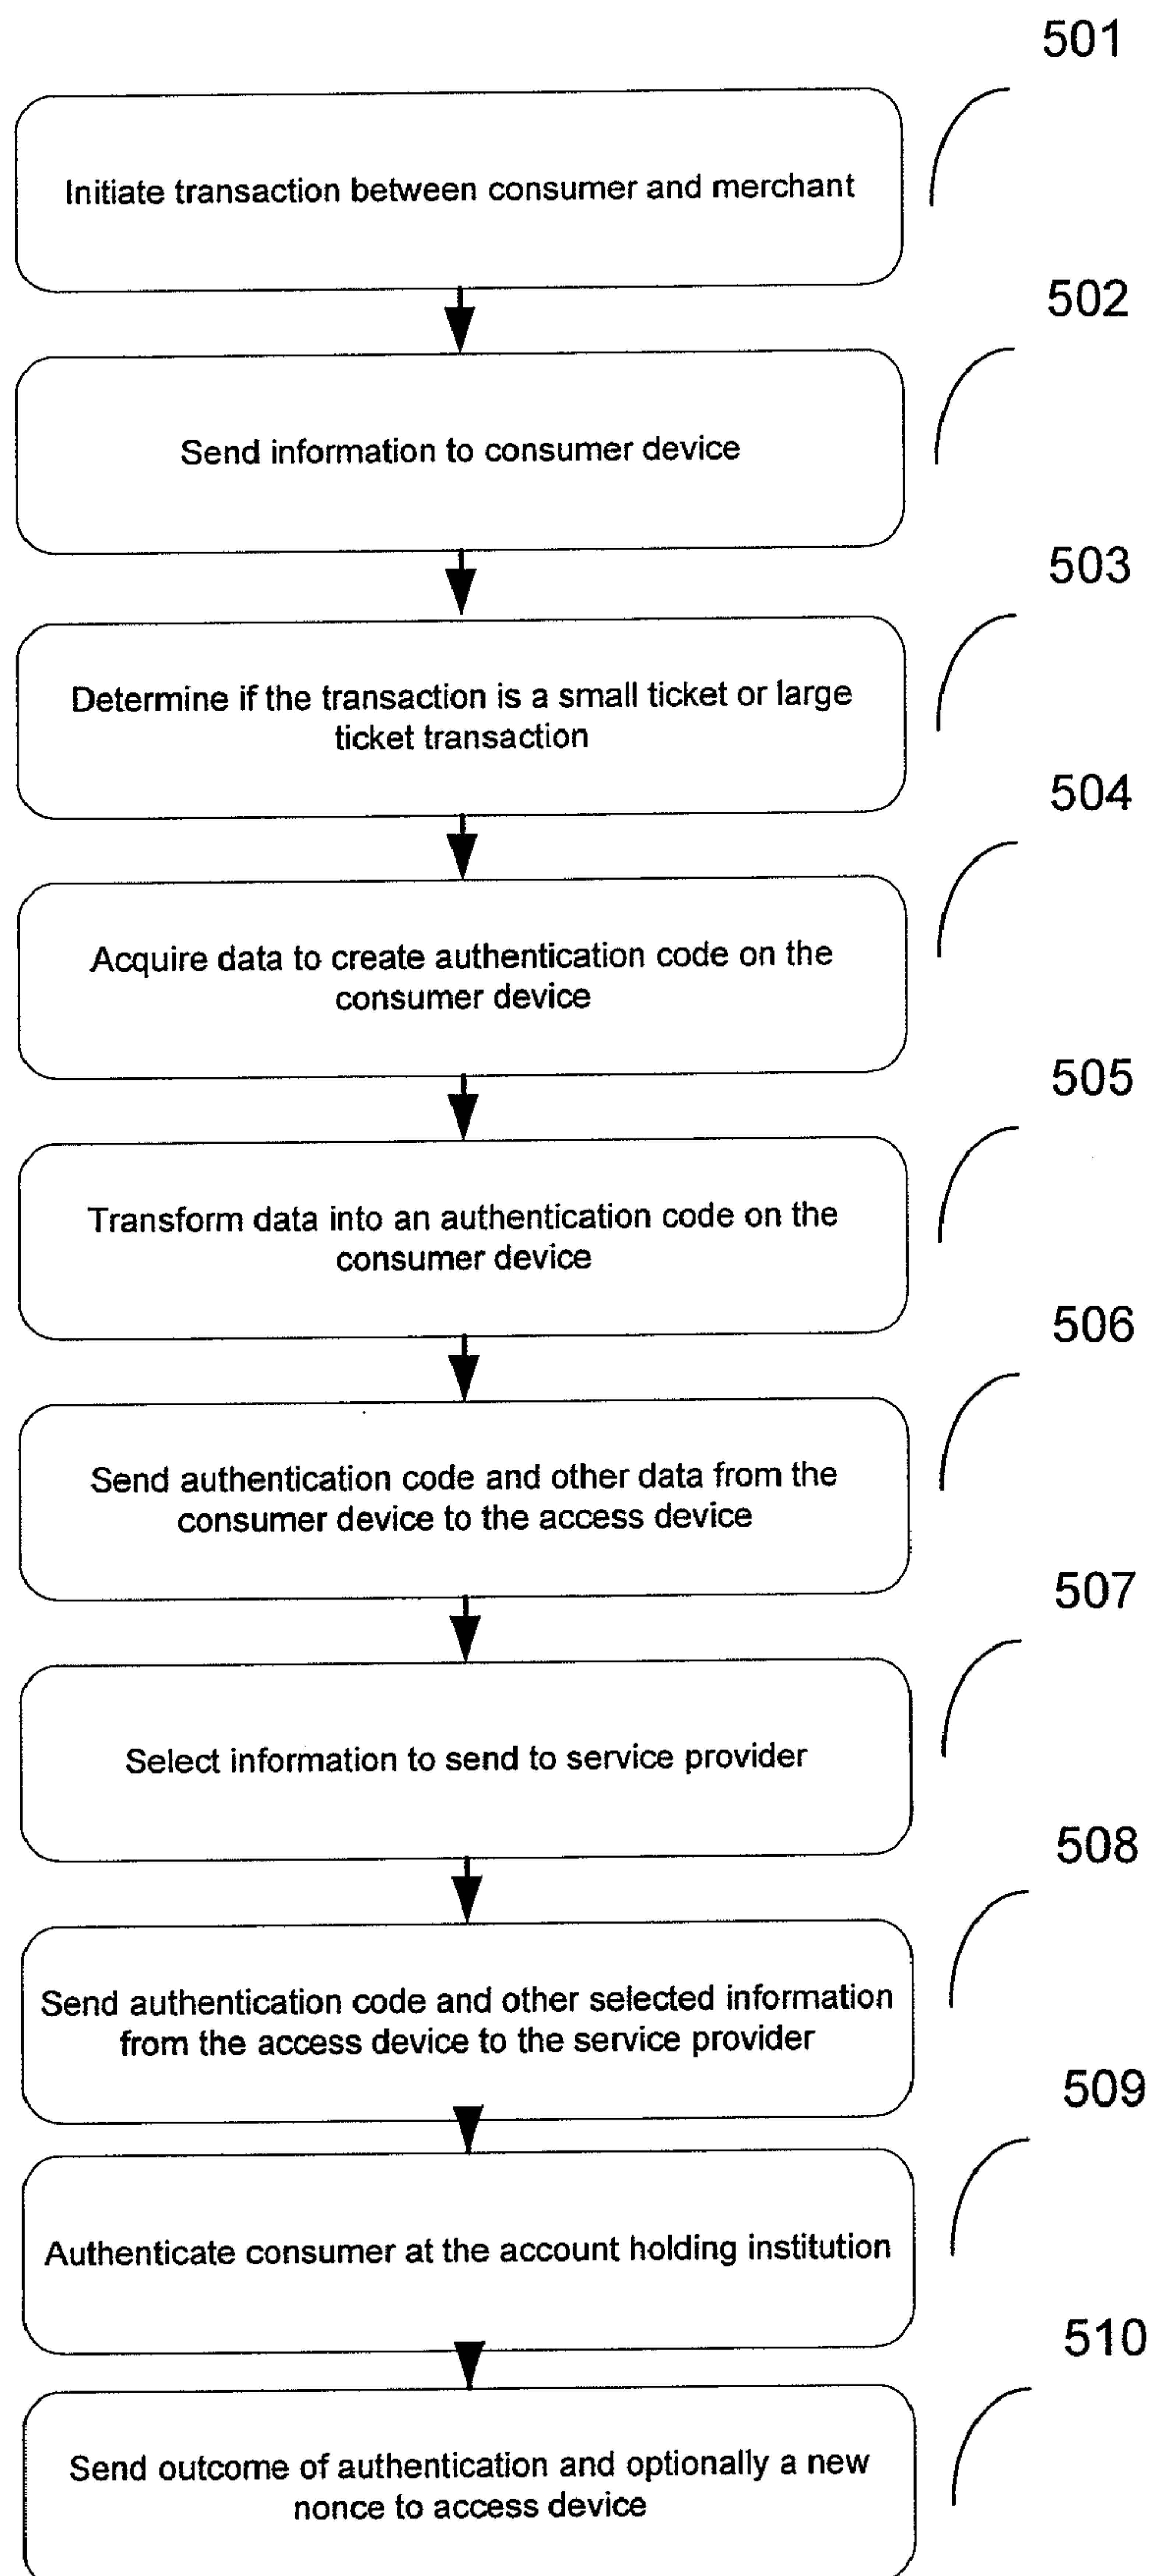 501
Initiate transaction between consumer and merchant
502
Send information to consumer device
503
Determine if the transaction is a small ticket or large
ticket transaction
504
Acquire data to create authentication code on the
consumer device
505
Transform data into an authentication code on the
consumer device
506
Send authentication code and other data from the
consumer device to the access device
507
Select information to send to service provider
508
Send authentication code and other selected information
from the access device to the service provider
509
Authenticate consumer at the account holding institution
510
Send outcome of authentication and optionally a new
nonce to access device